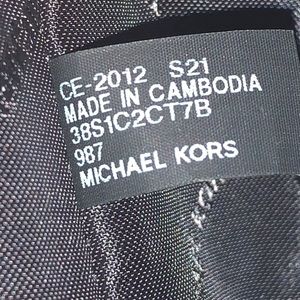 CE-2012 S21
MADE IN CAMBODIA
38S1C2CT7B
987
MICHAEL KORS